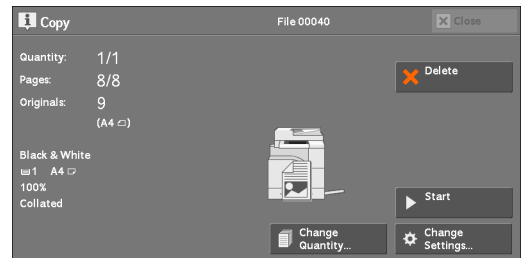 Copy File 00040 Close
Quantity: 1/1
Pages: 8/8
Originals: 9
(A4)
Delete
Black & White
1 A4
100%
Collated
Start
Change Quantity...
Change Settings...